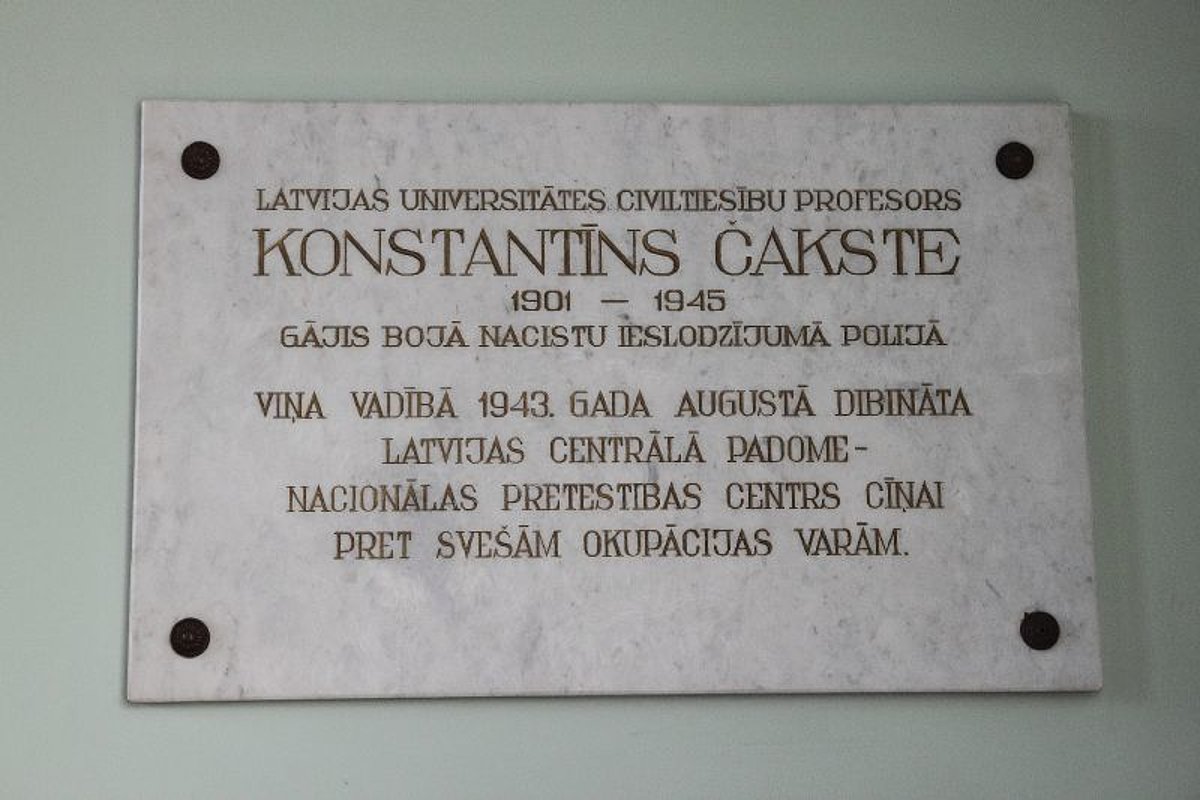 LATVIJAS UNIVERSITĀTES CIVILTIESĪBU PROFESORS
KONSTANTĪNS ČAKSTE
1901 — 1945
GĀJIS BOJĀ NACISTU IESLODZĪJUMĀ POLIJĀ
VIŅA VADĪBĀ 1943. GADA AUGUSTĀ DIBINĀTA
LATVIJAS CENTRĀLĀ PADOME-
NACIONĀLAS PRETESTIBAS CENTRS CĪŅAI
PRET SVEŠĀM OKUPĀCIJAS VARĀM.